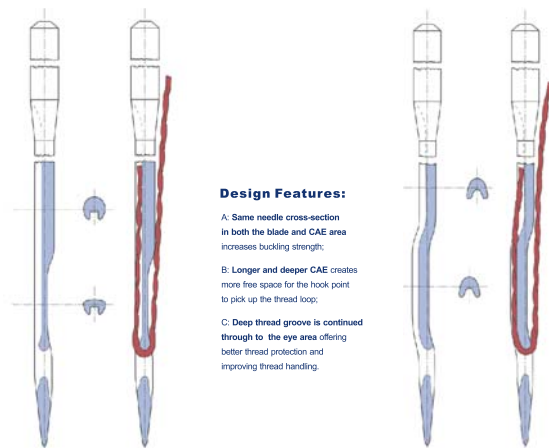 Design Features:
A: Same needle cross-section
in both the blade and CAE area
increases buckling strength;
B: Longer and deeper CAE creates
more free space for the hook point
to pick up the thread loop;
C: Deep thread groove is continued
through to the eye area offering
better thread protection and
improving thread handling.